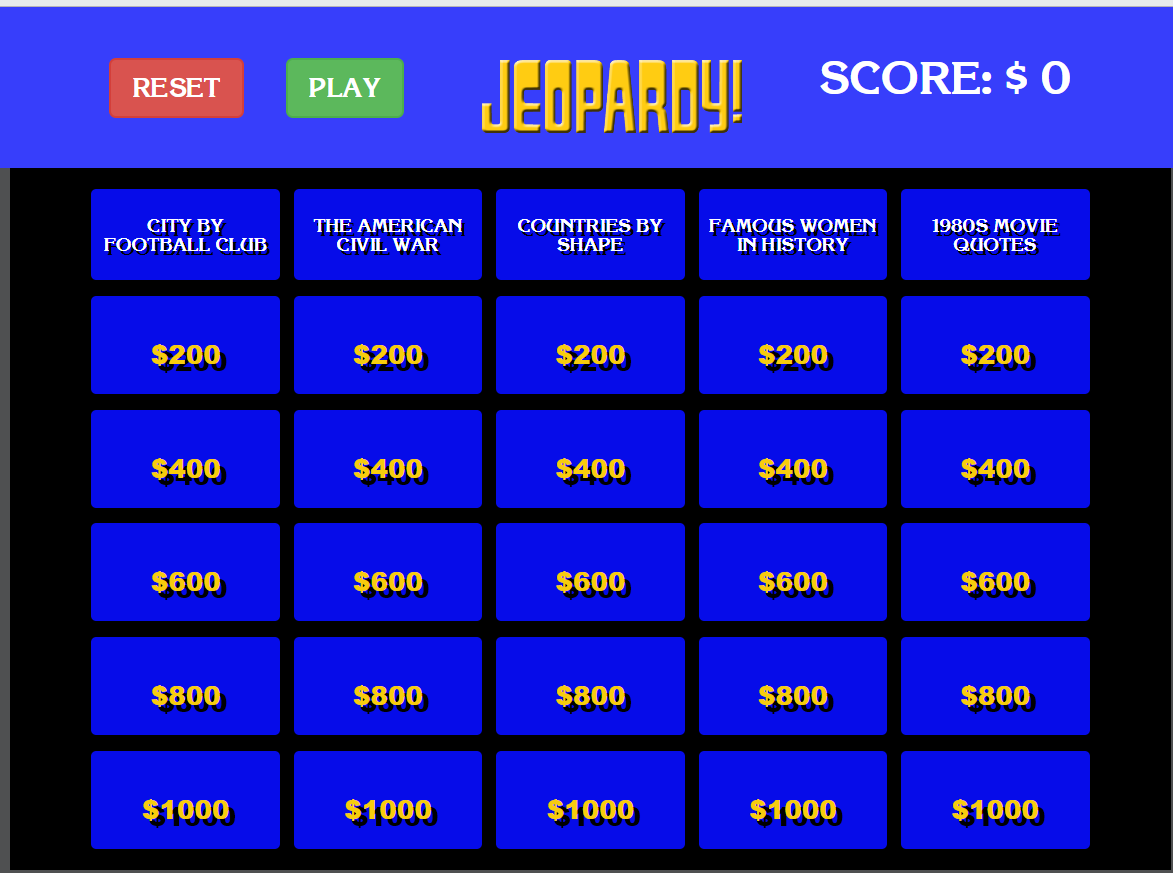 RESET
PLAY
JEOPARDY!
SCORE: $ 0
CITY BY
FOOTBALL CLUB
THE AMERICAN
CIVIL WAR
COUNTRIES BY
SHAPE
FAMOUS WOMEN
IN HISTORY
1980S MOVIE
QUOTES
$200
$200
$200
$200
$200
$400
$400
$400
$400
$400
$600
$600
$600
$600
$600
$800
$800
$800
$800
$800
$1000
$1000
$1000
$1000
$1000